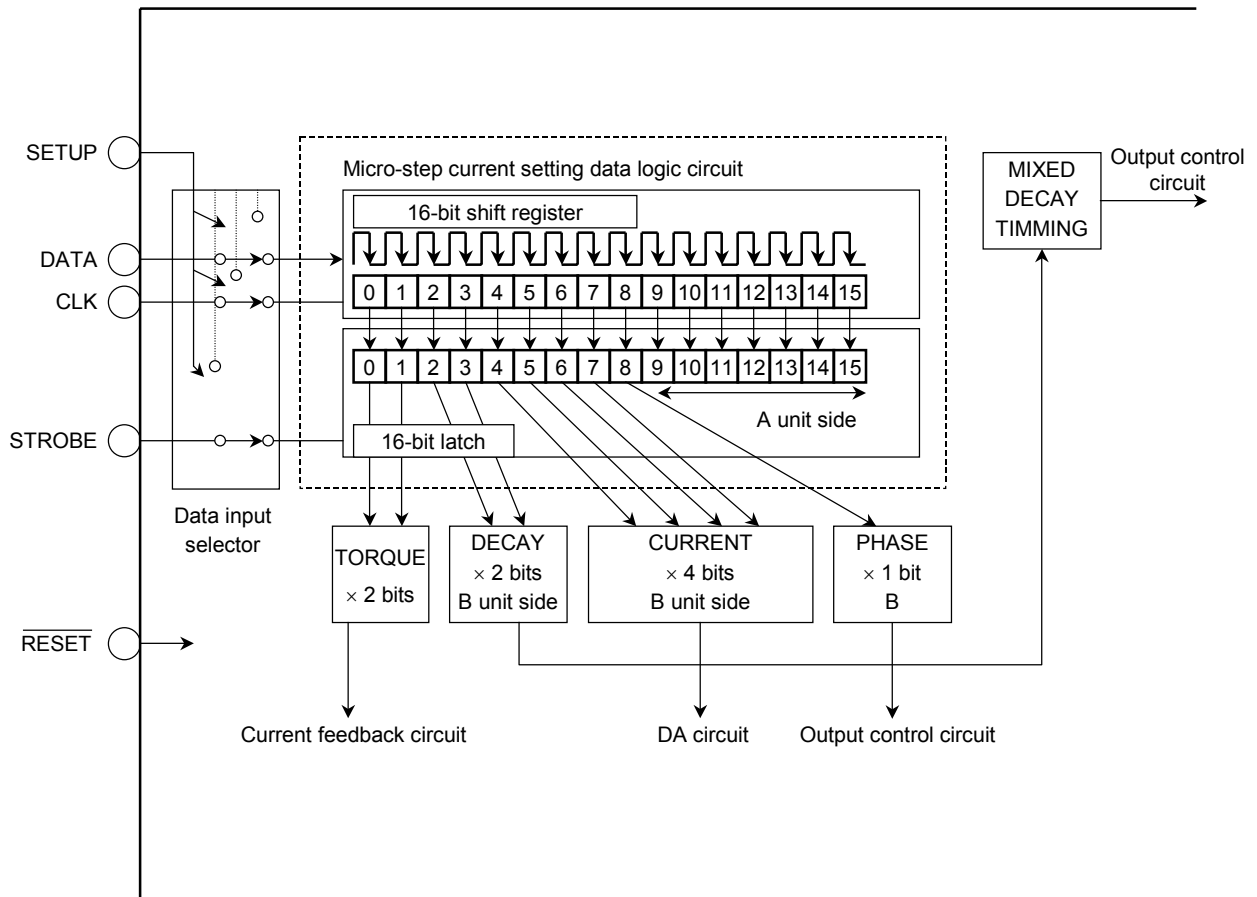 SETUP
DATA
CLK
STROBE
RESET
Data input
selector
Micro-step current setting data logic circuit
16-bit shift register
0 1 2 3 4 5 6 7 8 9 10 11 12 13 14 15
0 1 2 3 4 5 6 7 8 9 10 11 12 13 14 15
A unit side
16-bit latch
MIXED
DECAY
TIMMING
Output control
circuit
TORQUE
× 2 bits
DECAY
× 2 bits
B unit side
CURRENT
× 4 bits
B unit side
PHASE
× 1 bit
B
Current feedback circuit
DA circuit
Output control circuit